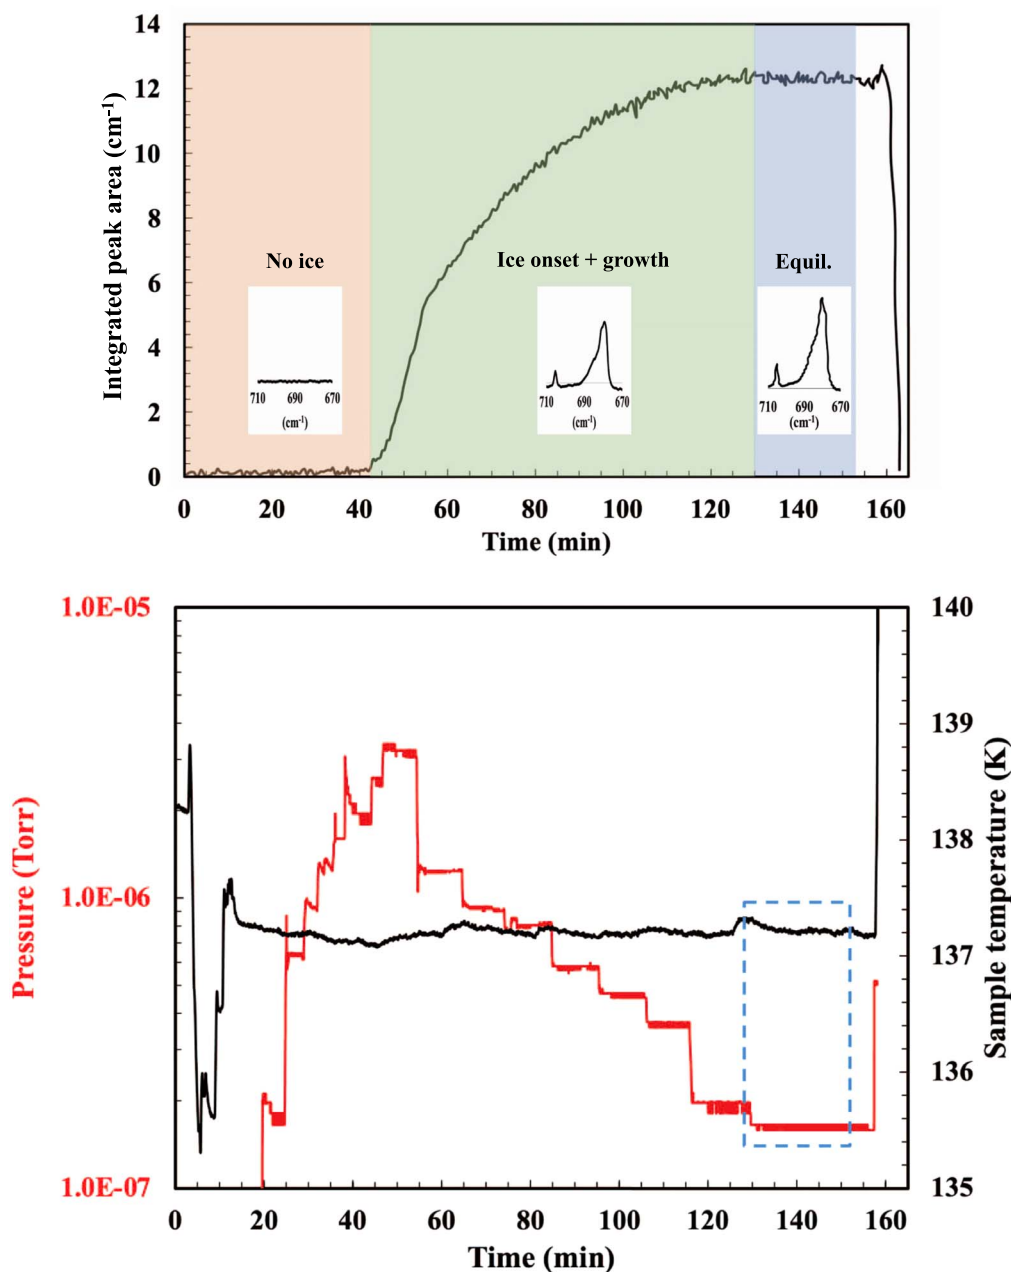 14
12
10
8
6
4
2
0
Integrated peak area (cm-1)
No ice
Ice onset + growth
Equil.
710 690 670
(cm-1)
710 690 670
(cm-1)
710 690 670
(cm-1)
0 20 40 60 80 100 120 140 160
Time (min)
1.0E-05
1.0E-06
1.0E-07
Pressure (Torr)
140
139
138
137
136
135
Sample temperature (K)
0 20 40 60 80 100 120 140 160
Time (min)